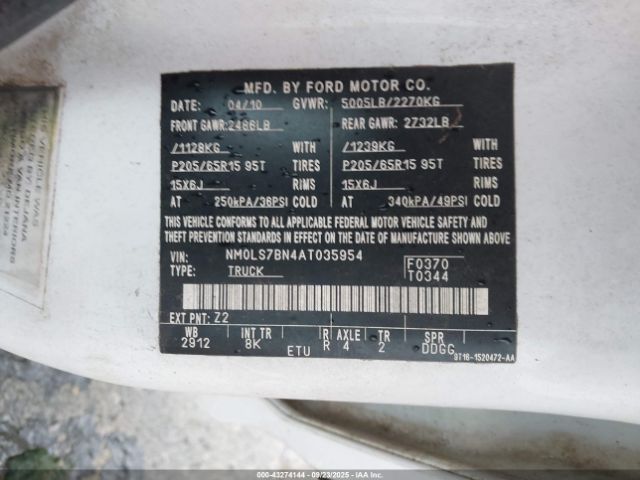 MFD. BY FORD MOTOR CO.
DATE: 04/10 GVWR: 5005LB/2270KG
FRONT GAWR: 2486LB REAR GAWR: 2732LB
/1128KG WITH /1239KG WITH
P205/65R15 95T TIRES P205/65R15 95T TIRES
15X6J RIMS 15X6J RIMS
AT 250kPA/36PSI COLD AT 340kPA/49PSI COLD
THIS VEHICLE CONFORMS TO ALL APPLICABLE FEDERAL MOTOR VEHICLE SAFETY AND
THEFT PREVENTION STANDARDS IN EFFECT ON THE DATE OF MANUFACTURE SHOWN ABOVE.
VIN: NM0LS7BN4AT035954 F0370
TYPE: TRUCK T0344
EXT PNT: Z2
WB INT TR R AXLE TR SPR
2912 8K R 4 2 DDGG
ETU
9T16-1520472-AA
THIS VEHICLE WAS
000-43274144 - 09/23/2025 - IAA, Inc.